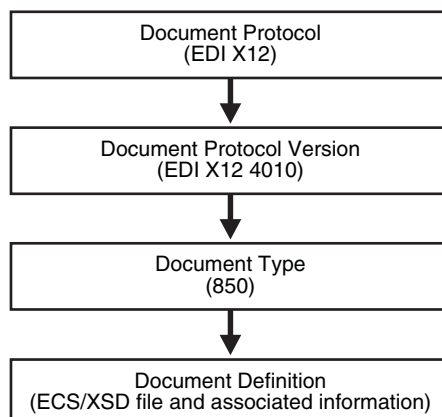 Document Protocol
(EDI X12)
Document Protocol Version
(EDI X12 4010)
Document Type
(850)
Document Definition
(ECS/XSD file and associated information)